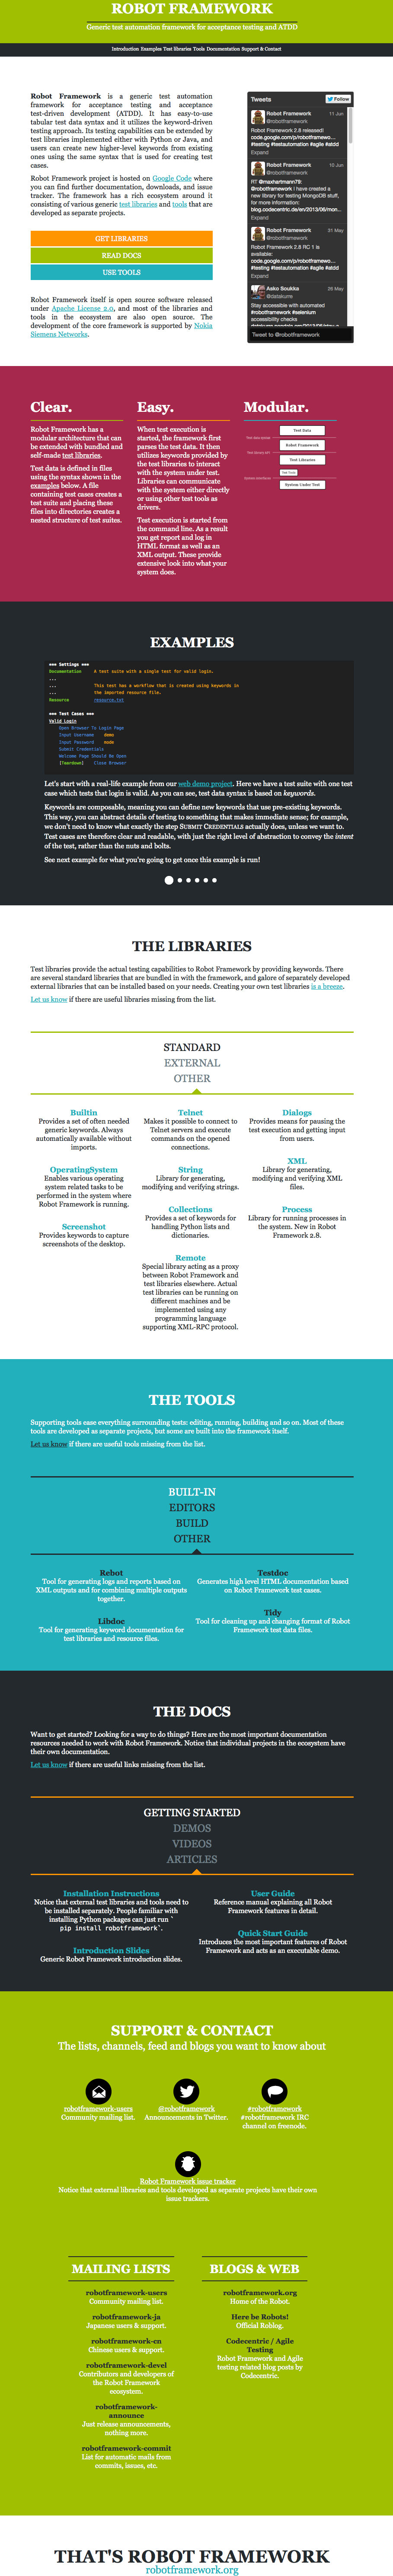 ROBOT FRAMEWORK
Generic test automation framework for acceptance testing and ATDD
Introduction Examples Test libraries Tools Documentation Support & Contact
Robot Framework is a generic test automation
framework for acceptance testing and acceptance
test-driven development (ATDD). It has easy-to-use
tabular test data syntax and it utilizes the keyword-driven
testing approach. Its testing capabilities can be extended by
test libraries implemented either with Python or Java, and
users can create new higher-level keywords from existing
ones using the same syntax that is used for creating test
cases.
Robot Framework project is hosted on Google Code where
you can find further documentation, downloads, and issue
tracker. The framework has a rich ecosystem around it
consisting of various generic test libraries and tools that are
developed as separate projects.
GET LIBRARIES
READ DOCS
USE TOOLS
Robot Framework itself is open source software released
under Apache License 2.0, and most of the libraries and
tools in the ecosystem are also open source. The
development of the core framework is supported by Nokia
Siemens Networks.
Tweets
Follow
Robot Framework 11 Jun
@robotframework
Robot Framework 2.8 released!
code.google.com/p/robotframewo...
#testing #testautomation #agile #atdd
Expand
Robot Framework 10 Jun
@robotframework
RT @maxhartmann79:
@robotframework I have created a
new library for testing MongoDB stuff,
for more information:
blog.codecentric.de/en/2013/06/mon...
Expand
Robot Framework 31 May
@robotframework
Robot Framework 2.8 RC 1 is
available:
code.google.com/p/robotframewo...
#testing #testautomation #agile #atdd
Expand
Asko Soukka 26 May
@datakurre
Stay accessible with automated
#robotframework #selenium
accessibility checks
Tweet to @robotframework
Clear.
Robot Framework has a
modular architecture that can
be extended with bundled and
self-made test libraries.
Test data is defined in files
using the syntax shown in the
examples below. A file
containing test cases creates a
test suite and placing these
files into directories creates a
nested structure of test suites.
Easy.
When test execution is
started, the framework first
parses the test data. It then
utilizes keywords provided by
the test libraries to interact
with the system under test.
Libraries can communicate
with the system either directly
or using other test tools as
drivers.
Test execution is started from
the command line. As a result
you get report and log in
HTML format as well as an
XML output. These provide
extensive look into what your
system does.
Modular.
Test Data
Test data syntax
Robot Framework
Test library API
Test Libraries
Test Tools
System interfaces
System Under Test
EXAMPLES
*** Settings ***
Documentation A test suite with a single test for valid login.
...
... This test has a workflow that is created using keywords in
... the imported resource file.
Resource resource.txt
*** Test Cases ***
Valid Login
Open Browser To Login Page
Input Username demo
Input Password mode
Submit Credentials
Welcome Page Should Be Open
[Teardown] Close Browser
Let's start with a real-life example from our web demo project. Here we have a test suite with one test
case which tests that login is valid. As you can see, test data syntax is based on keywords.
Keywords are composable, meaning you can define new keywords that use pre-existing keywords.
This way, you can abstract details of testing to something that makes immediate sense; for example,
we don't need to know what exactly the step SUBMIT CREDENTIALS actually does, unless we want to.
Test cases are therefore clear and readable, with just the right level of abstraction to convey the intent
of the test, rather than the nuts and bolts.
See next example for what you're going to get once this example is run!
THE LIBRARIES
Test libraries provide the actual testing capabilities to Robot Framework by providing keywords. There
are several standard libraries that are bundled in with the framework, and galore of separately developed
external libraries that can be installed based on your needs. Creating your own test libraries is a breeze.
Let us know if there are useful libraries missing from the list.
STANDARD
EXTERNAL
OTHER
Builtin
Provides a set of often needed
generic keywords. Always
automatically available without
imports.
OperatingSystem
Enables various operating
system related tasks to be
performed in the system where
Robot Framework is running.
Screenshot
Provides keywords to capture
screenshots of the desktop.
Telnet
Makes it possible to connect to
Telnet servers and execute
commands on the opened
connections.
String
Library for generating,
modifying and verifying strings.
Collections
Provides a set of keywords for
handling Python lists and
dictionaries.
Remote
Special library acting as a proxy
between Robot Framework and
test libraries elsewhere. Actual
test libraries can be running on
different machines and be
implemented using any
programming language
supporting XML-RPC protocol.
Dialogs
Provides means for pausing the
test execution and getting input
from users.
XML
Library for generating,
modifying and verifying XML
files.
Process
Library for running processes in
the system. New in Robot
Framework 2.8.
THE TOOLS
Supporting tools ease everything surrounding tests: editing, running, building and so on. Most of these
tools are developed as separate projects, but some are built into the framework itself.
Let us know if there are useful tools missing from the list.
BUILT-IN
EDITORS
BUILD
OTHER
Rebot
Tool for generating logs and reports based on
XML outputs and for combining multiple outputs
together.
Libdoc
Tool for generating keyword documentation for
test libraries and resource files.
Testdoc
Generates high level HTML documentation based
on Robot Framework test cases.
Tidy
Tool for cleaning up and changing format of Robot
Framework test data files.
THE DOCS
Want to get started? Looking for a way to do things? Here are the most important documentation
resources needed to work with Robot Framework. Notice that individual projects in the ecosystem have
their own documentation.
Let us know if there are useful links missing from the list.
GETTING STARTED
DEMOS
VIDEOS
ARTICLES
Installation Instructions
Notice that external test libraries and tools need to
be installed separately. People familiar with
installing Python packages can just run `
pip install robotframework`.
Introduction Slides
Generic Robot Framework introduction slides.
User Guide
Reference manual explaining all Robot
Framework features in detail.
Quick Start Guide
Introduces the most important features of Robot
Framework and acts as an executable demo.
SUPPORT & CONTACT
The lists, channels, feed and blogs you want to know about
robotframework-users
Community mailing list.
@robotframework
Announcements in Twitter.
#robotframework
#robotframework IRC
channel on freenode.
Robot Framework issue tracker
Notice that external libraries and tools developed as separate projects have their own
issue trackers.
MAILING LISTS
robotframework-users
Community mailing list.
robotframework-ja
Japanese users & support.
robotframework-cn
Chinese users & support.
robotframework-devel
Contributors and developers of
the Robot Framework
ecosystem.
robotframework-
announce
Just release announcements,
nothing more.
robotframework-commit
List for automatic mails from
commits, issues, etc.
BLOGS & WEB
robotframework.org
Home of the Robot.
Here be Robots!
Official Roblog.
Codecentric / Agile
Testing
Robot Framework and Agile
testing related blog posts by
Codecentric.
THAT'S ROBOT FRAMEWORK
robotframework.org